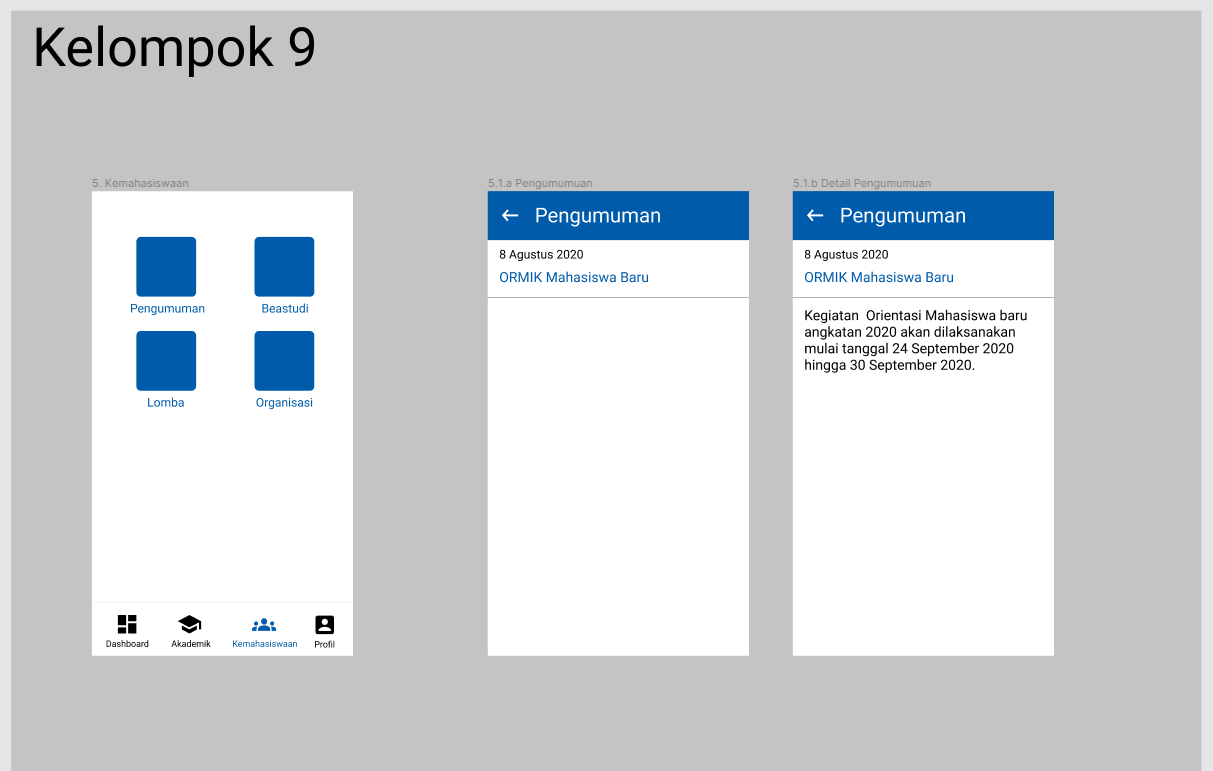 Kelompok 9
5. Kemahasiswaan
Pengumuman
Beastudi
Lomba
Organisasi
Dashboard
Akademik
Kemahasiswaan
Profil
5.1.a Pengumumuan
Pengumuman
8 Agustus 2020
ORMIK Mahasiswa Baru
5.1.b Detail Pengumumuan
Pengumuman
8 Agustus 2020
ORMIK Mahasiswa Baru
Kegiatan  Orientasi Mahasiswa baru
angkatan 2020 akan dilaksanakan
mulai tanggal 24 September 2020
hingga 30 September 2020.